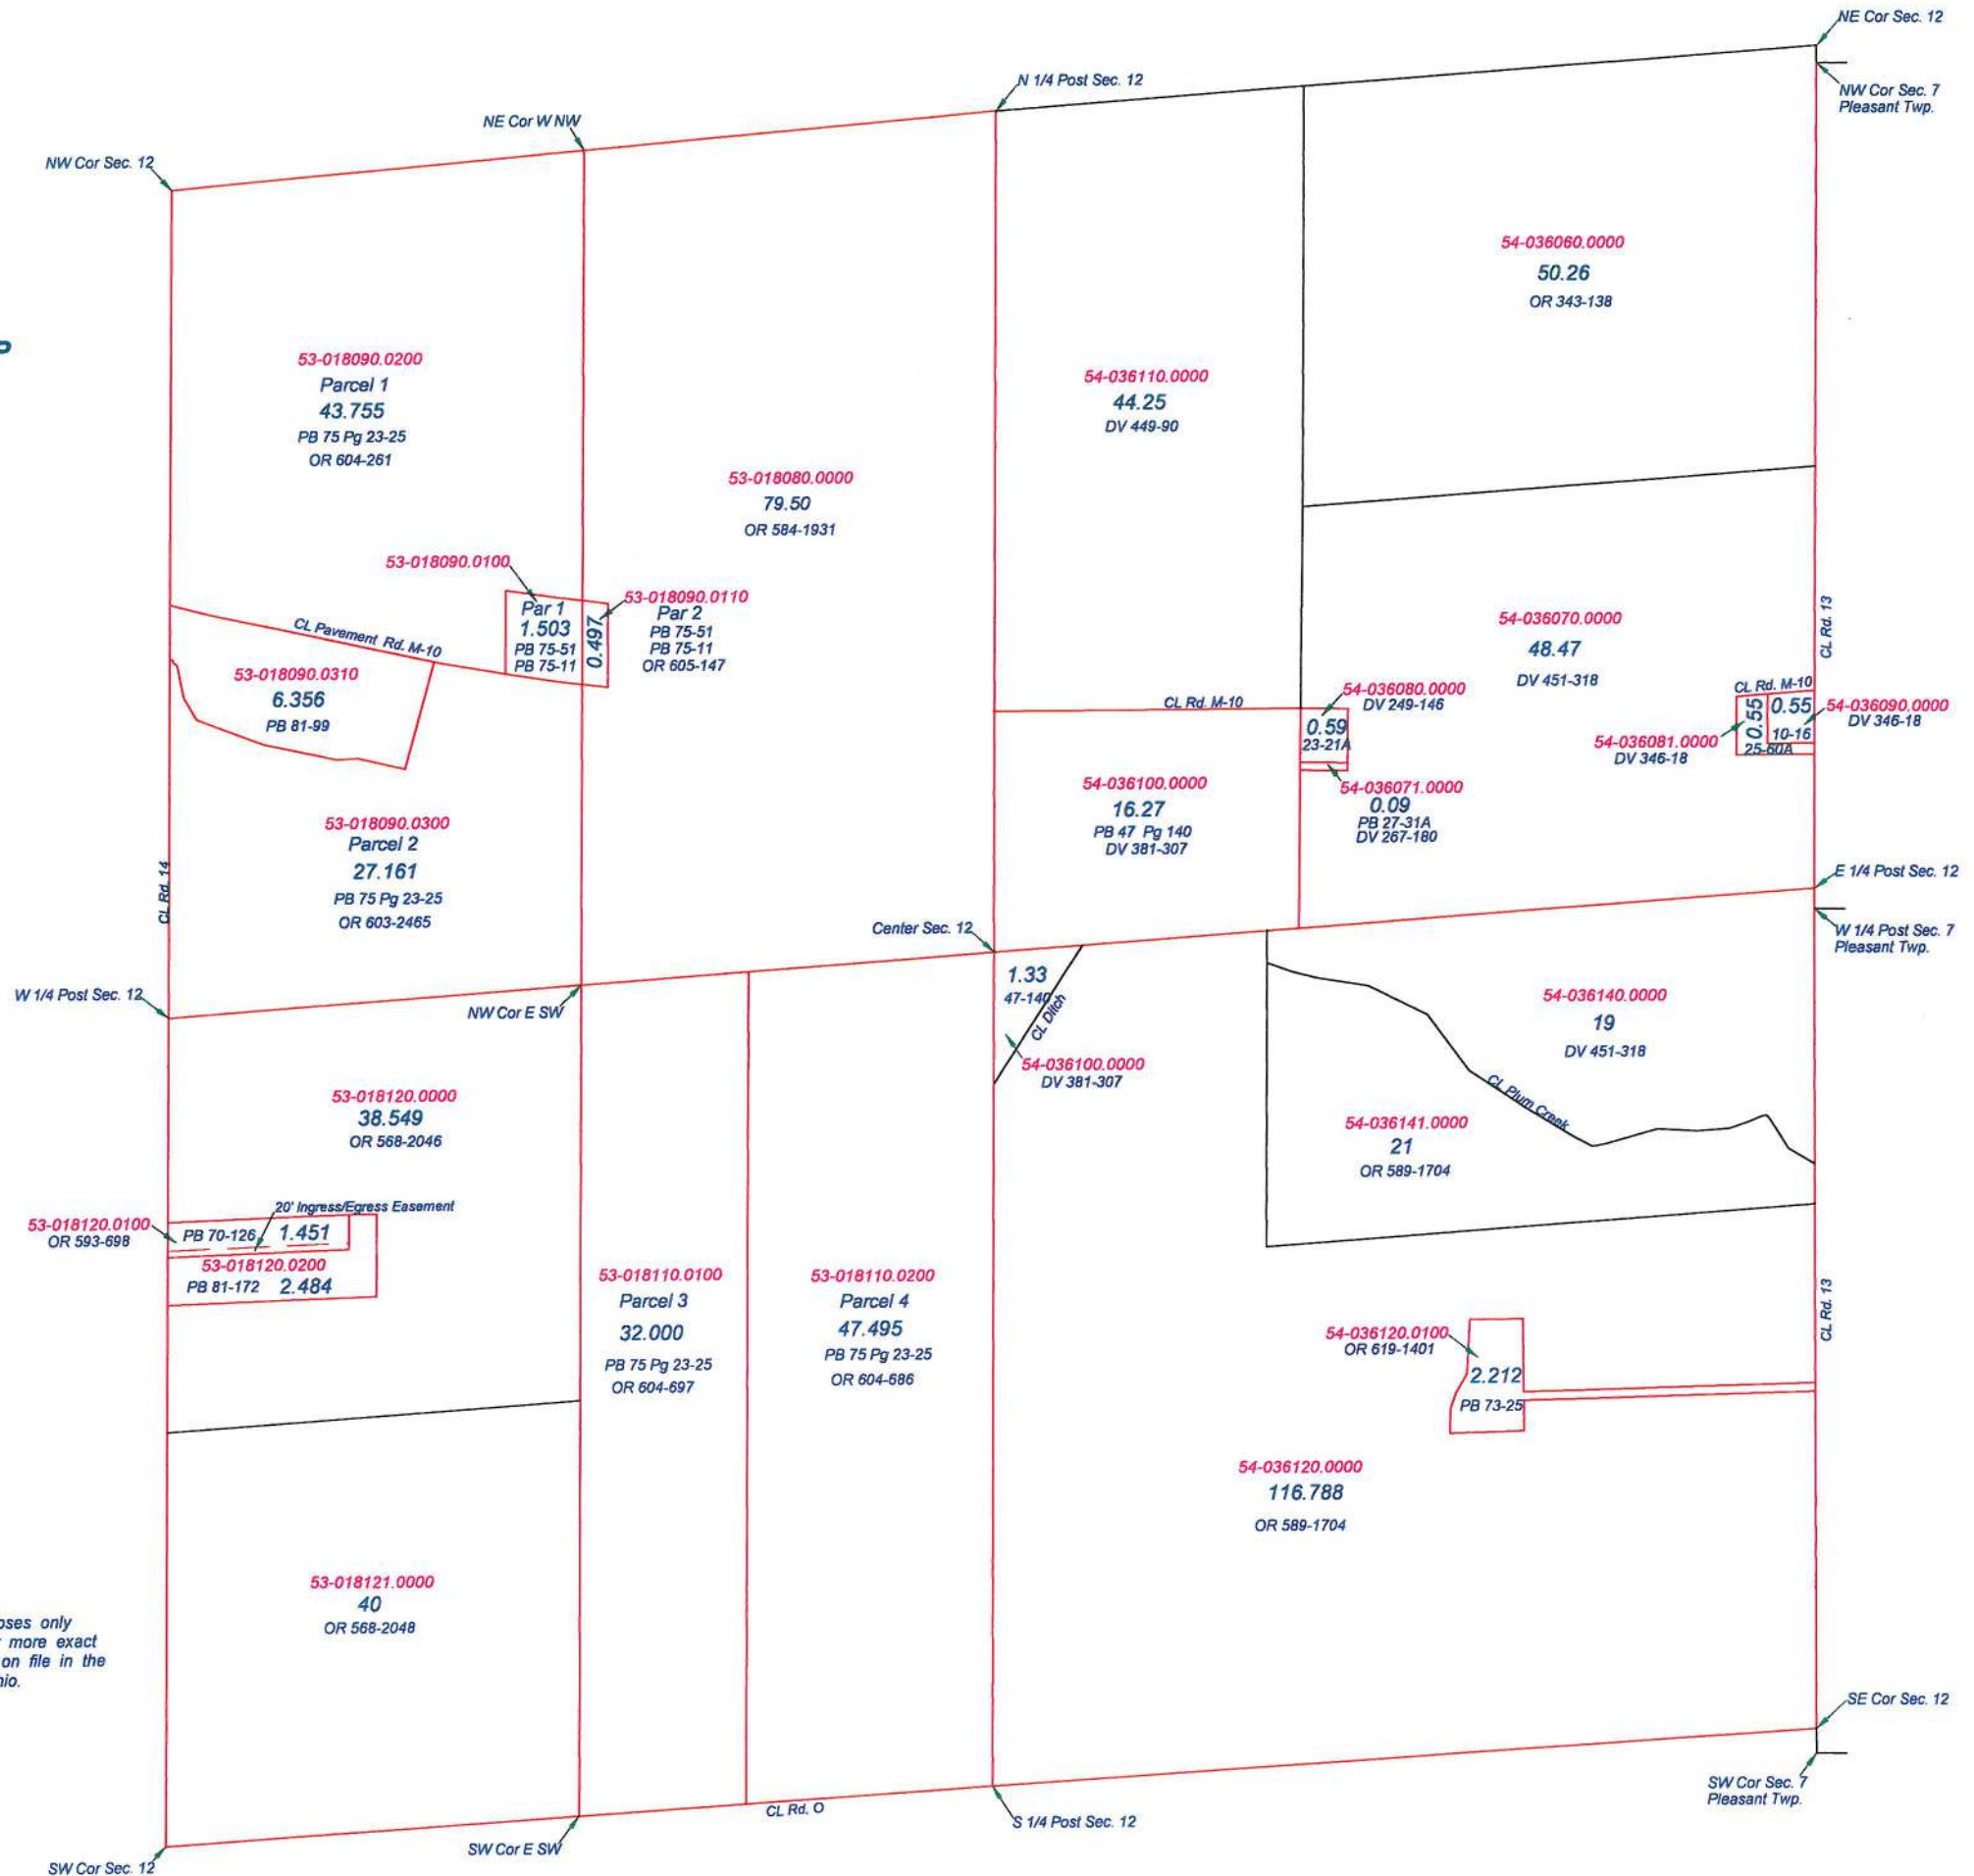 NE Cor Sec. 12
NW Cor Sec. 7
Pleasant Twp.
N 1/4 Post Sec. 12
NE Cor W NW
NW Cor Sec. 12
54-036060.0000
50.26
OR 343-138
53-018090.0200
Parcel 1
43.755
PB 75 Pg 23-25
OR 604-261
54-036110.0000
44.25
DV 449-90
53-018080.0000
79.50
OR 584-1931
53-018090.0100
Par 1
1.503
PB 75-51
PB 75-11
0.497
53-018090.0110
Par 2
PB 75-51
PB 75-11
OR 605-147
CL Pavement Rd. M-10
53-018090.0310
6.356
PB 81-99
54-036070.0000
48.47
DV 451-318
CL Rd. 13
CL Rd. M-10
54-036080.0000
DV 249-146
0.59
23-21A
CL Rd. M-10
0.55
0.55
10-16
25-60A
54-036090.0000
DV 346-18
54-036081.0000
DV 346-18
54-036071.0000
0.09
PB 27-31A
DV 267-180
54-036100.0000
16.27
PB 47 Pg 140
DV 381-307
53-018090.0300
Parcel 2
27.161
PB 75 Pg 23-25
OR 603-2465
CL Rd. 14
E 1/4 Post Sec. 12
W 1/4 Post Sec. 7
Pleasant Twp.
Center Sec. 12
W 1/4 Post Sec. 12
NW Cor E SW
1.33
47-140
CL Ditch
54-036100.0000
DV 381-307
54-036140.0000
19
DV 451-318
CL Plum Creek
54-036141.0000
21
OR 589-1704
53-018120.0000
38.549
OR 568-2046
20' Ingress/Egress Easement
53-018120.0100
OR 593-698
PB 70-126 1.451
53-018120.0200
PB 81-172 2.484
53-018110.0100
Parcel 3
32.000
PB 75 Pg 23-25
OR 604-697
53-018110.0200
Parcel 4
47.495
PB 75 Pg 23-25
OR 604-686
CL Rd. 13
54-036120.0100
OR 619-1401
2.212
PB 73-25
54-036120.0000
116.788
OR 589-1704
53-018121.0000
40
OR 568-2048
oses only
more exact
on file in the
io.
SE Cor Sec. 12
SW Cor Sec. 7
Pleasant Twp.
CL Rd. O
S 1/4 Post Sec. 12
SW Cor E SW
SW Cor Sec. 12